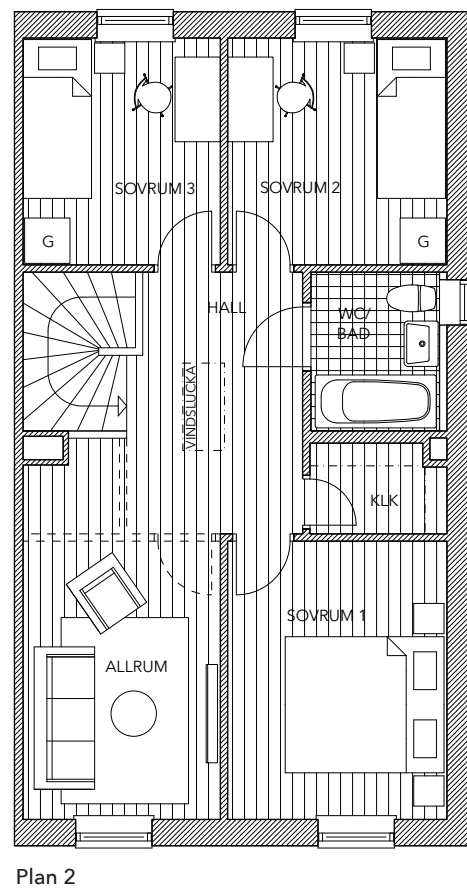 SOVRUM 3
SOVRUM 2
G
G
HALL
WC/
BAD
VINDSLUCKA
KLK
SOVRUM 1
ALLRUM
Plan 2